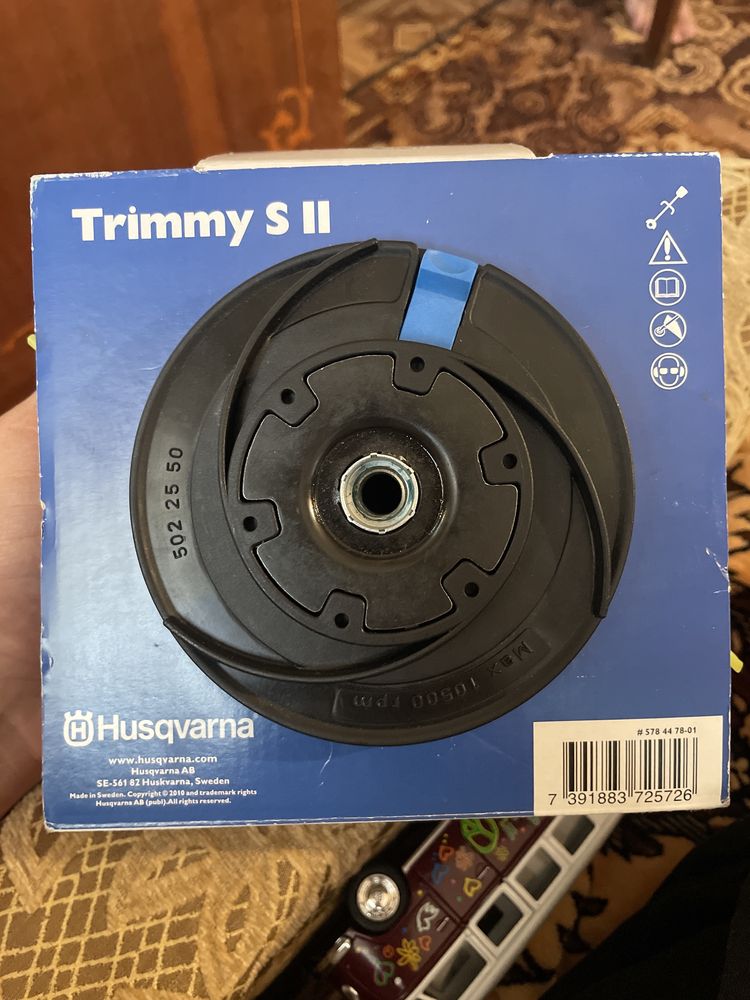 Trimmy S II
502 25 50
Max 10500 rpm
Husqvarna
www.husqvarna.com
Husqvarna AB
SE-561 82 Huskvarna, Sweden
Made in Sweden. Copyright © 2010 and trademark rights
Husqvarna AB (publ).All rights reserved.
# 578 44 78-01
7 391883 725726